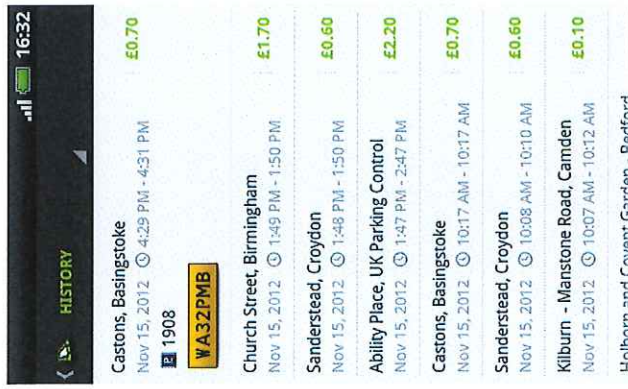 16:32
HISTORY
Castons, Basingstoke
Nov 15, 2012 4:29 PM - 4:31 PM
£0.70
1908
WA32PMB
Church Street, Birmingham
Nov 15, 2012 1:49 PM - 1:50 PM
£1.70
Sanderstead, Croydon
Nov 15, 2012 1:48 PM - 1:50 PM
£0.60
Ability Place, UK Parking Control
Nov 15, 2012 1:47 PM - 2:47 PM
£2.20
Castons, Basingstoke
Nov 15, 2012 10:17 AM - 10:17 AM
£0.70
Sanderstead, Croydon
Nov 15, 2012 10:08 AM - 10:10 AM
£0.60
Kilburn - Manstone Road, Camden
Nov 15, 2012 10:07 AM - 10:12 AM
£0.10
Holborn and Covent Garden - Bedford